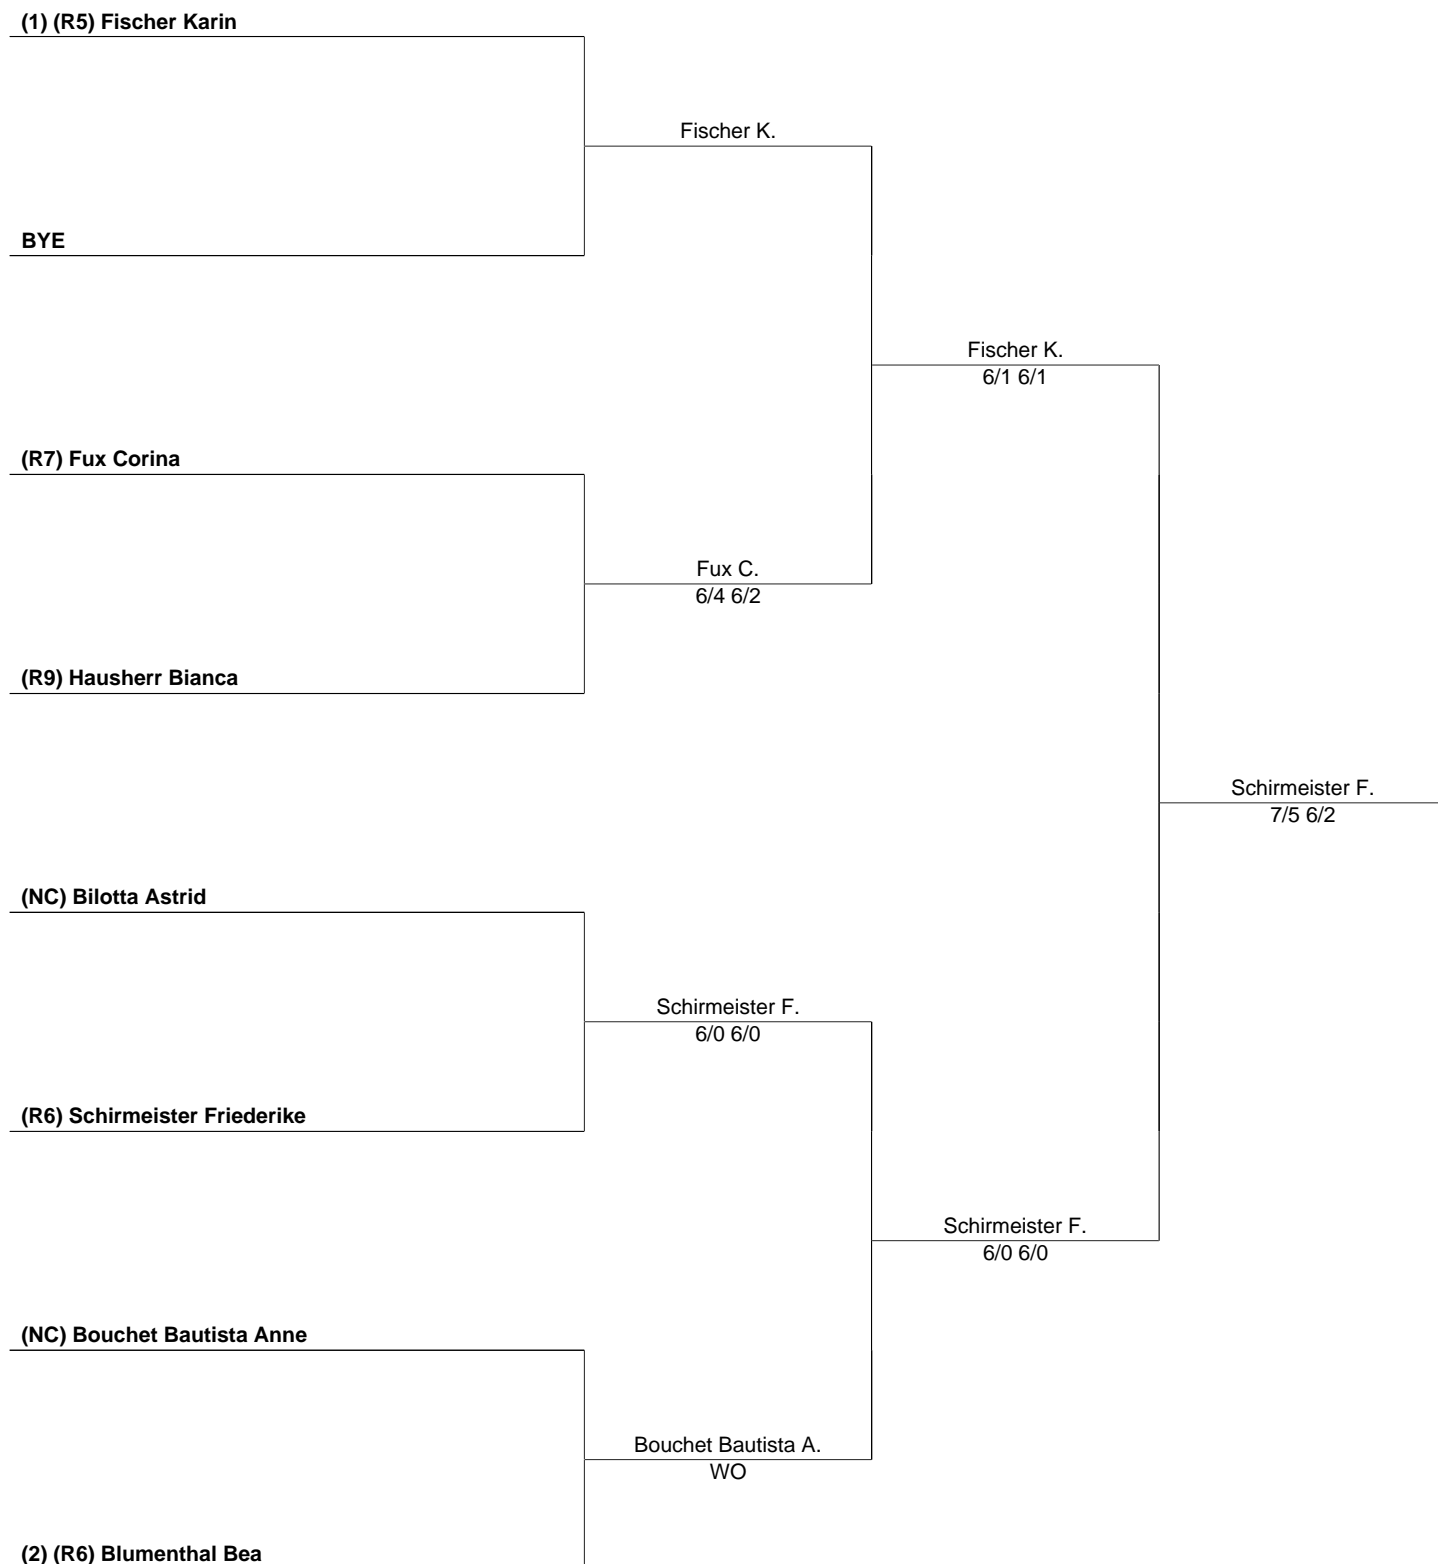 (1) (R5) Fischer Karin
Fischer K.
BYE
Fischer K.
6/1 6/1
(R7) Fux Corina
Fux C.
6/4 6/2
(R9) Hausherr Bianca
Schirmeister F.
7/5 6/2
(NC) Bilotta Astrid
Schirmeister F.
6/0 6/0
(R6) Schirmeister Friederike
Schirmeister F.
6/0 6/0
(NC) Bouchet Bautista Anne
Bouchet Bautista A.
WO
(2) (R6) Blumenthal Bea